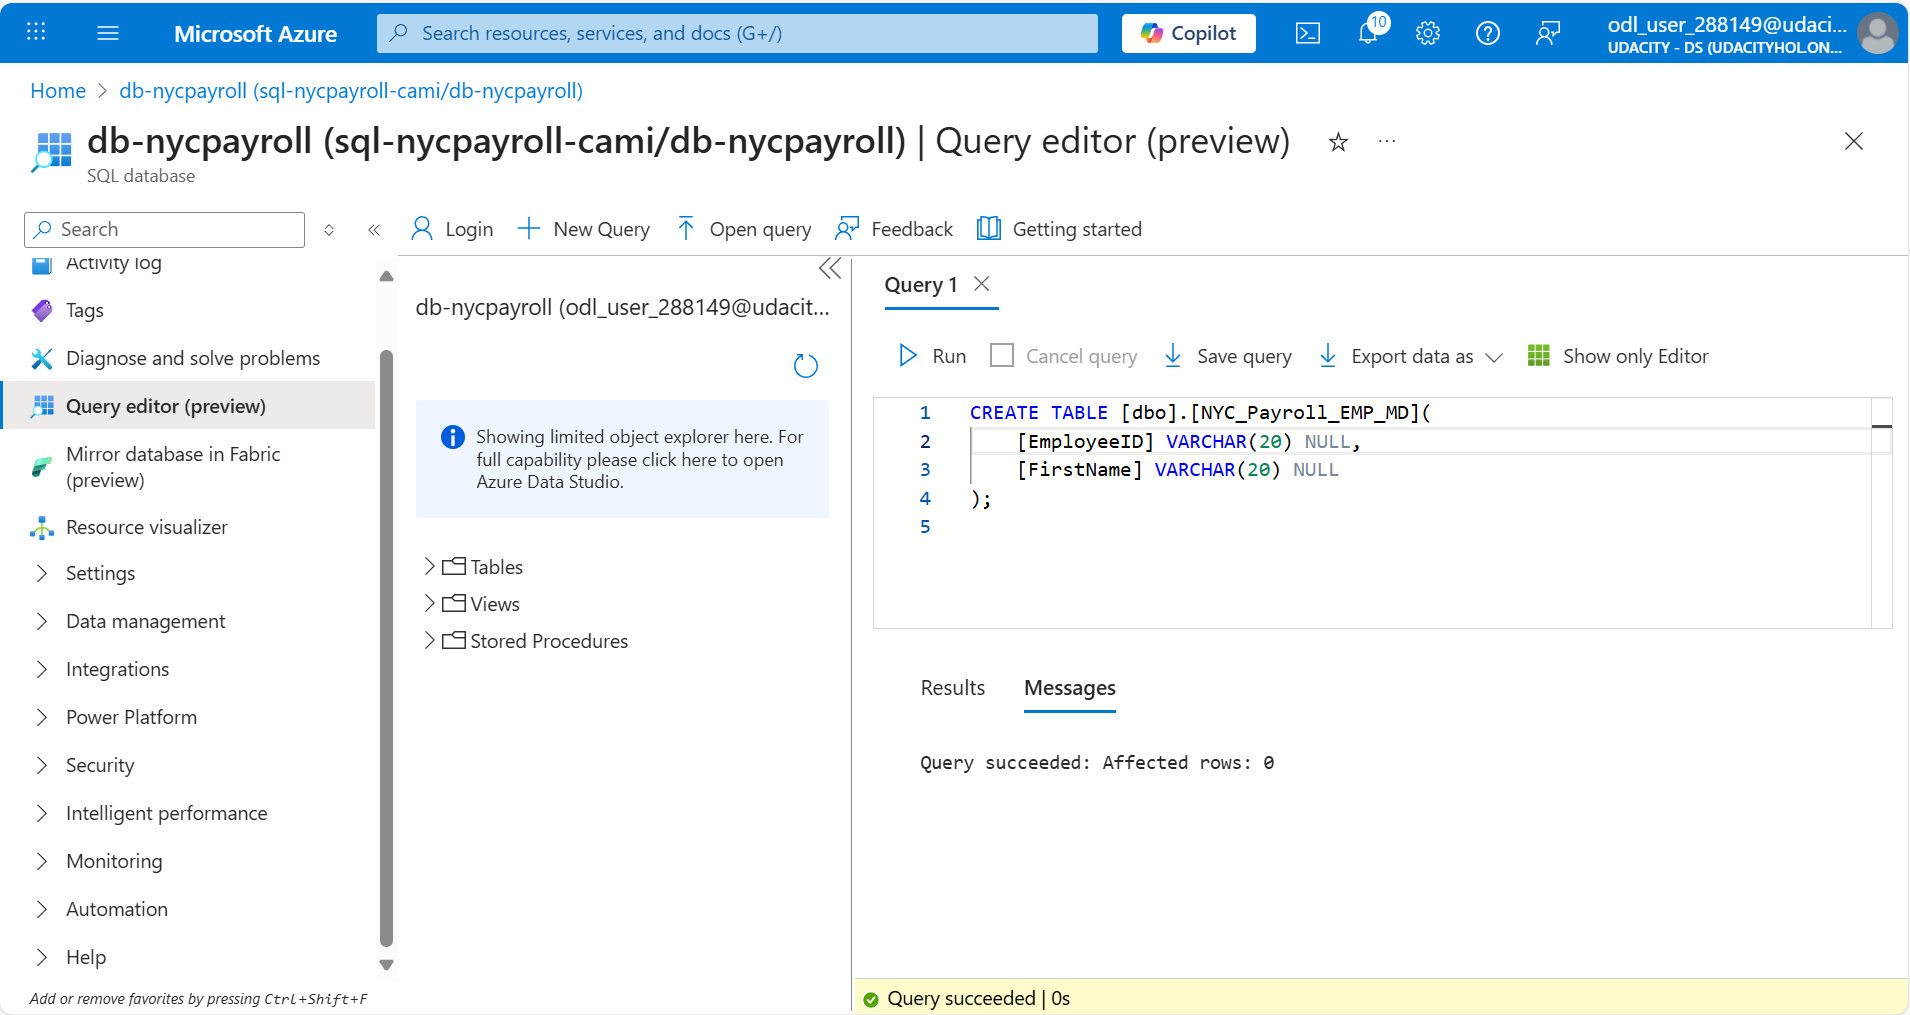 Microsoft Azure
Search resources, services, and docs (G+/)
Copilot
10
odl_user_288149@udaci...
UDACITY - DS (UDACITYHOL.ON...
Home > db-nycpayroll (sql-nycpayroll-cami/db-nycpayroll)
db-nycpayroll (sql-nycpayroll-cami/db-nycpayroll) | Query editor (preview)
SQL database
Search
Activity log
Tags
Diagnose and solve problems
Query editor (preview)
Mirror database in Fabric
(preview)
Resource visualizer
Settings
Data management
Integrations
Power Platform
Security
Intelligent performance
Monitoring
Automation
Help
Add or remove favorites by pressing Ctrl+Shift+F
Login
New Query
Open query
Feedback
Getting started
db-nycpayroll (odl_user_288149@udacit...
Showing limited object explorer here. For
full capability please click here to open
Azure Data Studio.
Tables
Views
Stored Procedures
Query 1
Run
Cancel query
Save query
Export data as
Show only Editor
1 CREATE TABLE [dbo].[NYC_Payroll_EMP_MD](
2 [EmployeeID] VARCHAR(20) NULL,
3 [FirstName] VARCHAR(20) NULL
4 );
5
Results
Messages
Query succeeded: Affected rows: 0
Query succeeded | 0s